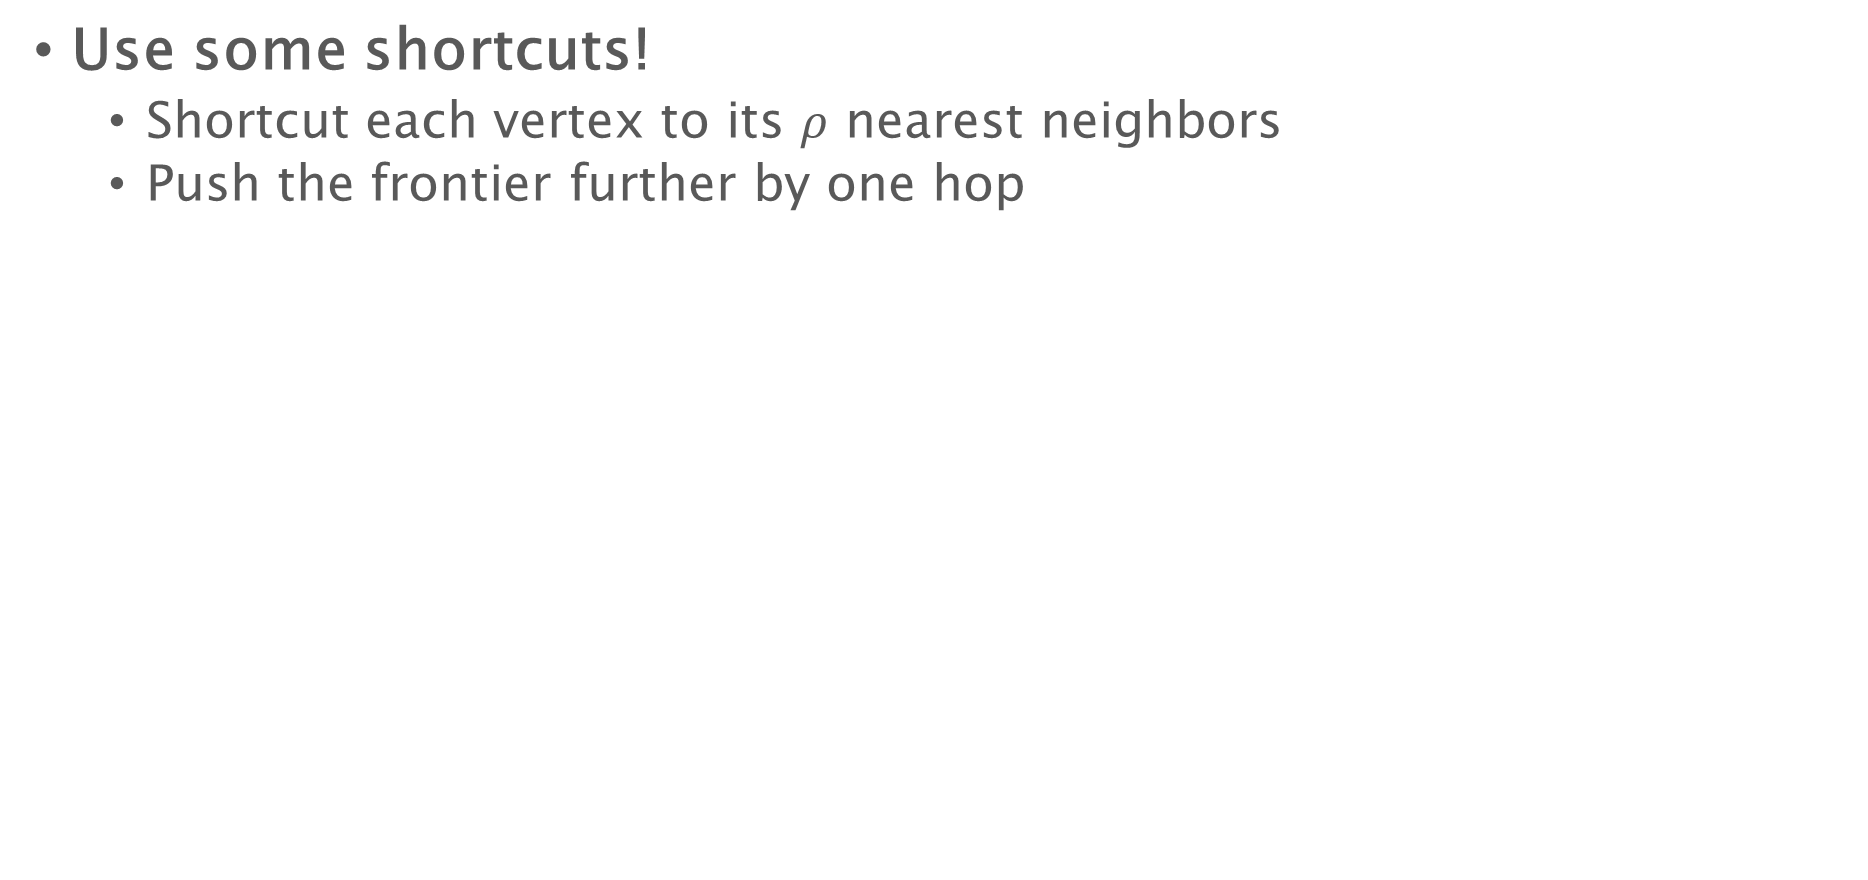 • Use some shortcuts!
• Shortcut each vertex to its ρ nearest neighbors
• Push the frontier further by one hop